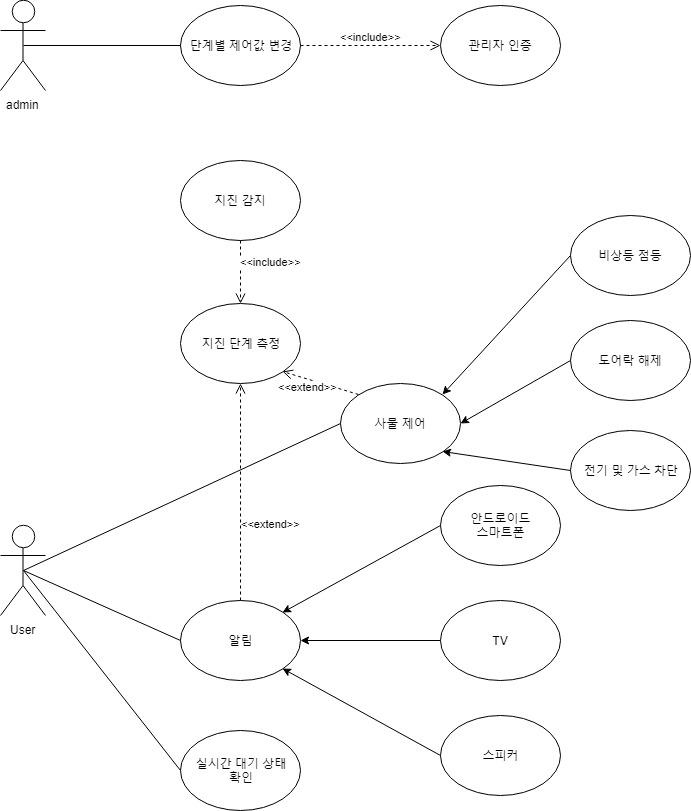 단계별 제어값 변경
<<include>>
관리자 인증
admin
지진 감지
<<include>>
비상등 점등
지진 단계 측정
도어락 해제
<<extend>>
사물 제어
전기 및 가스 차단
안드로이드
스마트폰
<<extend>>
User
알림
TV
스피커
실시간 대기 상태
확인